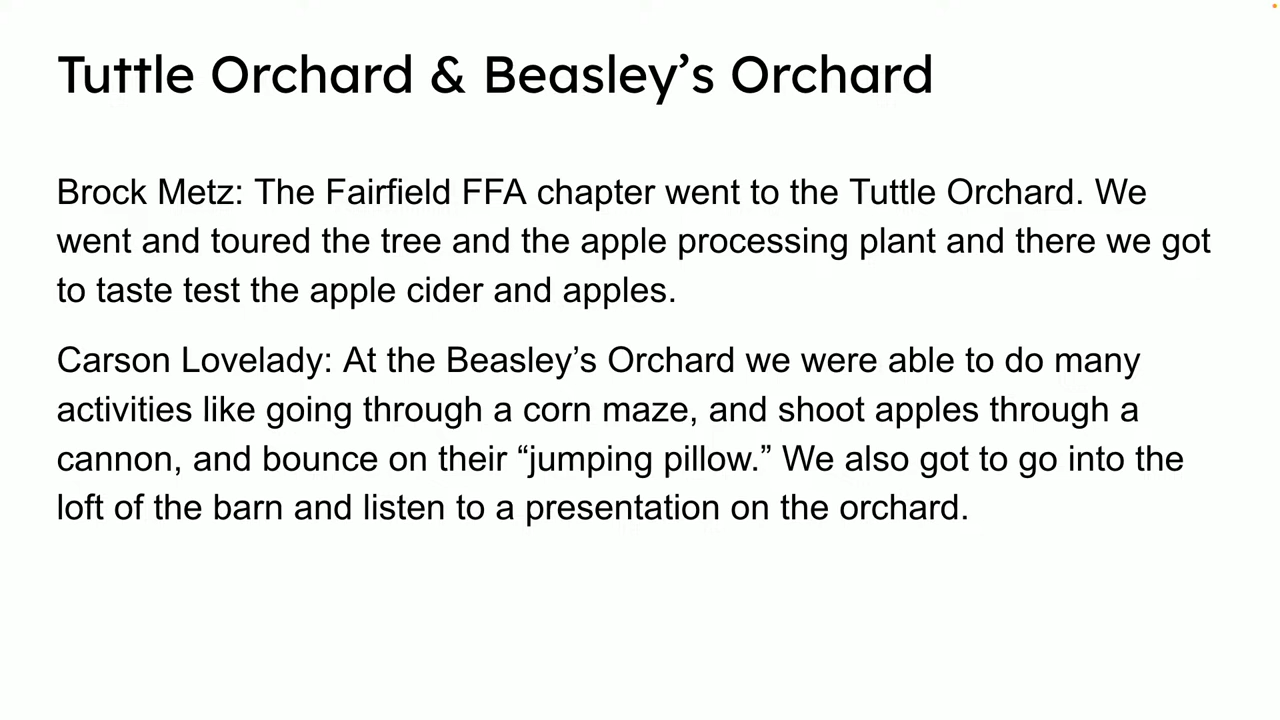 Tuttle Orchard & Beasley’s Orchard
Brock Metz: The Fairfield FFA chapter went to the Tuttle Orchard. We
went and toured the tree and the apple processing plant and there we got
to taste test the apple cider and apples.
Carson Lovelady: At the Beasley’s Orchard we were able to do many
activities like going through a corn maze, and shoot apples through a
cannon, and bounce on their “jumping pillow.” We also got to go into the
loft of the barn and listen to a presentation on the orchard.